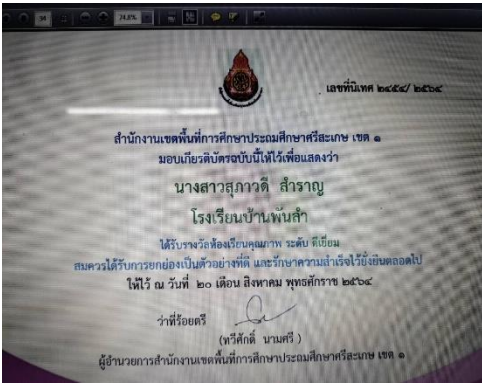 34
74.8%
เลขที่นิเทศ ๒๔๕๔/ ๒๕๖๔
สำนักงานเขตพื้นที่การศึกษาประถมศึกษาศรีสะเกษ เขต ๑
มอบเกียรติบัตรฉบับนี้ให้ไว้เพื่อแสดงว่า
นางสาวสุภาวดี สำราญ
โรงเรียนบ้านพันลำ
ได้รับรางวัลห้องเรียนคุณภาพ ระดับ ดีเยี่ยม
สมควรได้รับการยกย่องเป็นตัวอย่างที่ดี และรักษาความสำเร็จไว้ยั่งยืนตลอดไป
ให้ไว้ ณ วันที่ ๒๐ เดือน สิงหาคม พุทธศักราช ๒๕๖๔
ว่าที่ร้อยตรี
(ทวีศักดิ์ นามศรี )
ผู้อำนวยการสำนักงานเขตพื้นที่การศึกษาประถมศึกษาศรีสะเกษ เขต ๑